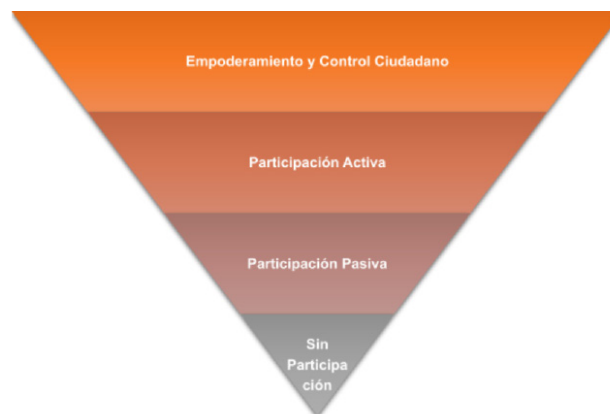 Empoderamiento y Control Ciudadano
Participación Activa
Participación Pasiva
Sin
Participa
ción